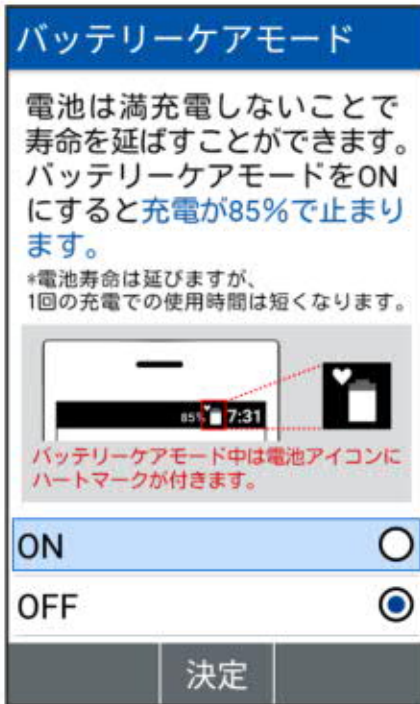 バッテリーケアモード
電池は満充電しないことで
寿命を延ばすことができます。
バッテリーケアモードをON
にすると充電が85%で止まり
ます。
*電池寿命は延びますが、
1回の充電での使用時間は短くなります。
85% 7:31
バッテリーケアモード中は電池アイコンに
ハートマークが付きます。
ON
OFF
決定